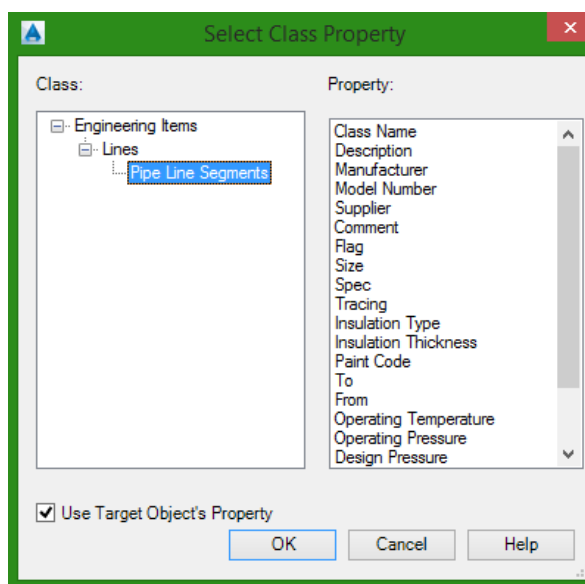 Select Class Property
Class:
Property:
Engineering Items
Lines
Pipe Line Segments
Class Name
Description
Manufacturer
Model Number
Supplier
Comment
Flag
Size
Spec
Tracing
Insulation Type
Insulation Thickness
Paint Code
To
From
Operating Temperature
Operating Pressure
Design Pressure
Use Target Object's Property
OK
Cancel
Help